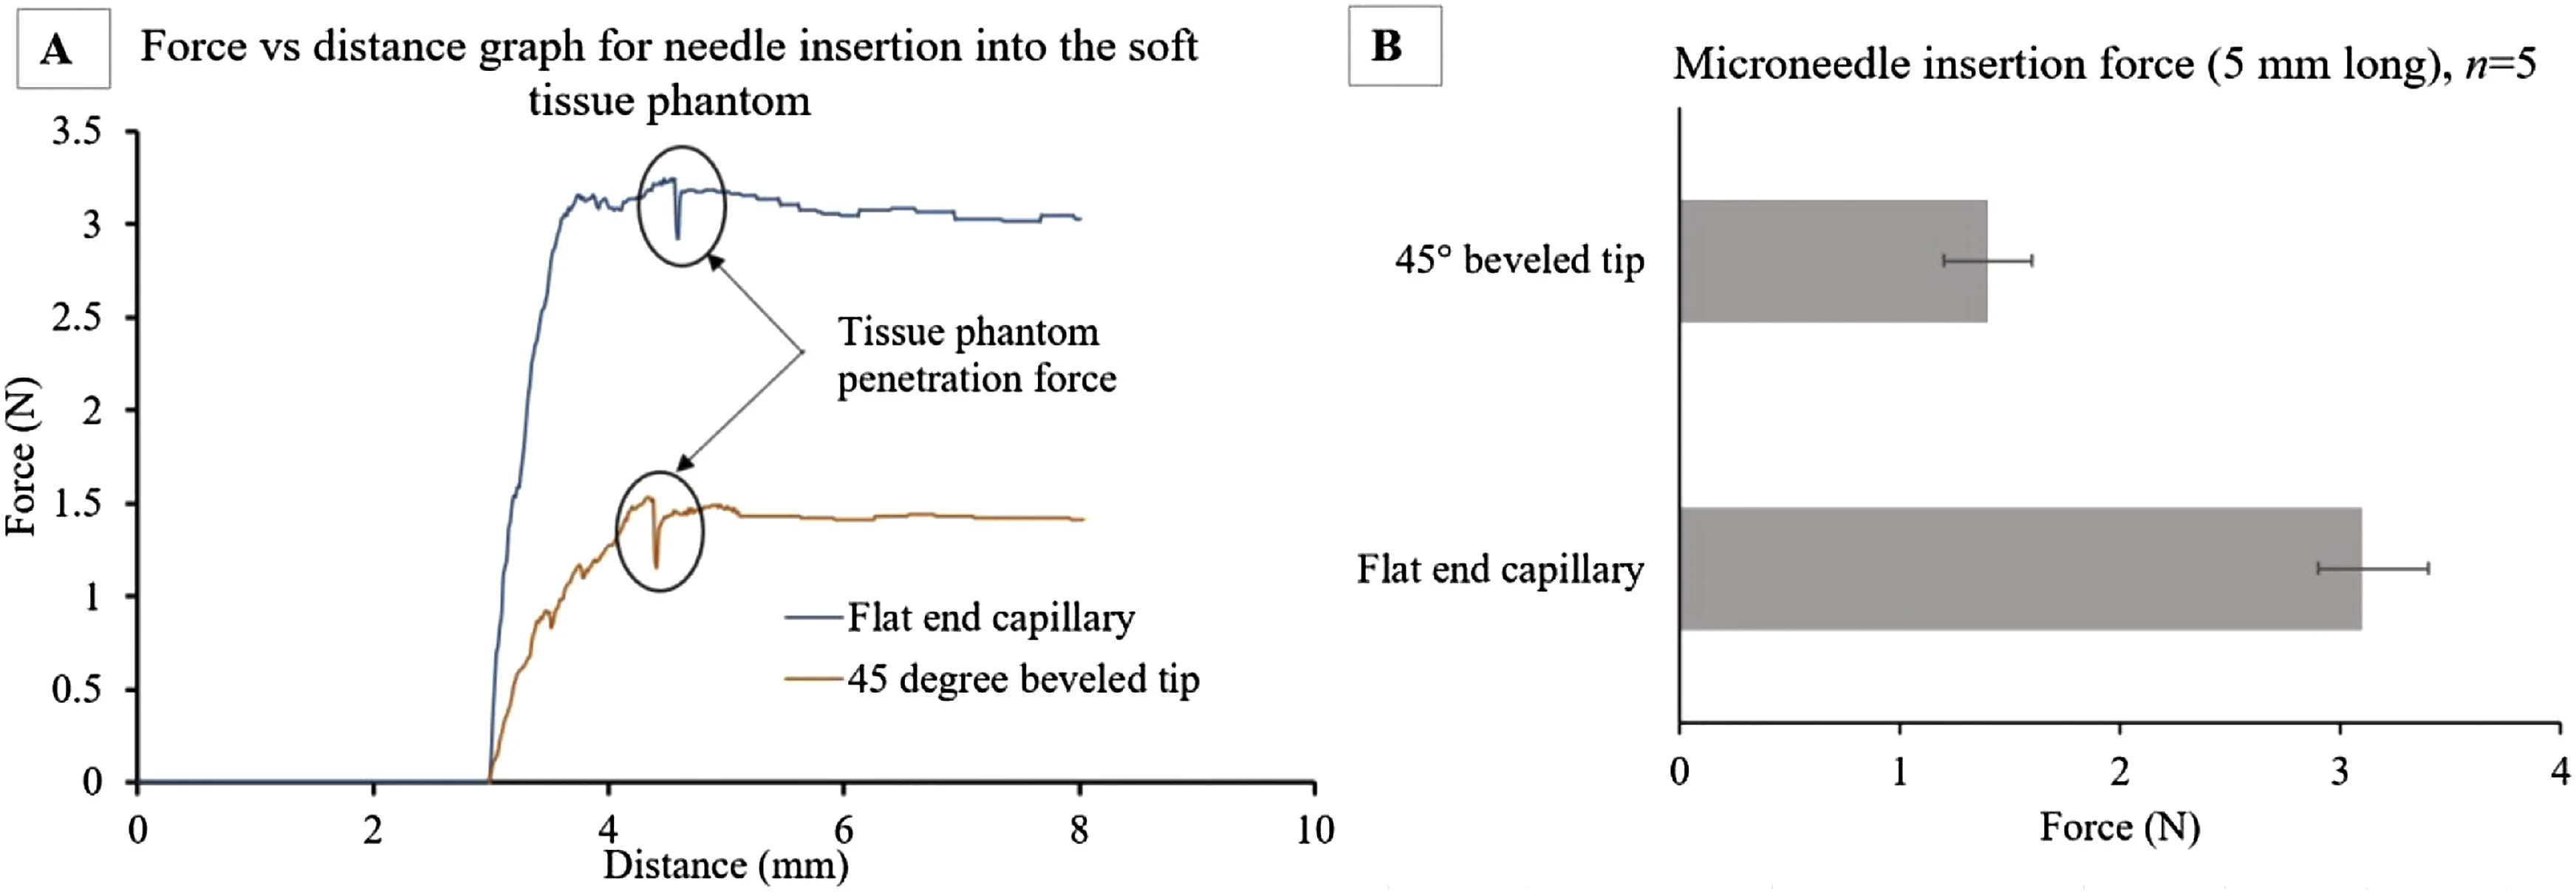 A
Force vs distance graph for needle insertion into the soft
tissue phantom
3.5
3
2.5
2
1.5
1
0.5
0
Force (N)
0 2 4 6 8 10
Distance (mm)
Tissue phantom
penetration force
Flat end capillary
45 degree beveled tip
B
Microneedle insertion force (5 mm long), n=5
45° beveled tip
Flat end capillary
0 1 2 3 4
Force (N)